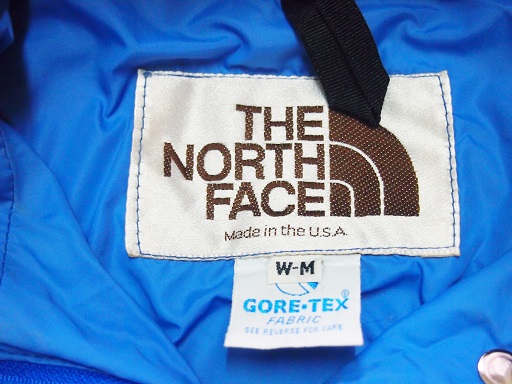 THE
NORTH
FACE
Made in the U.S.A.
W-M
GORE-TEX®
FABRIC
SEE REVERSE FOR CARE